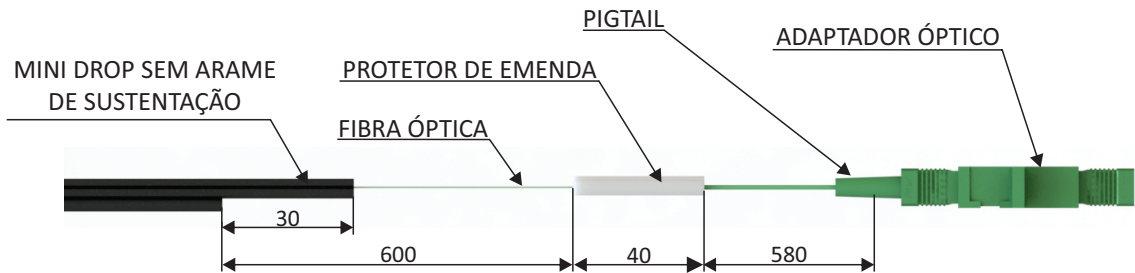 PIGTAIL
ADAPTADOR ÓPTICO
MINI DROP SEM ARAME
DE SUSTENTAÇÃO
PROTETOR DE EMENDA
FIBRA ÓPTICA
30
600
40
580